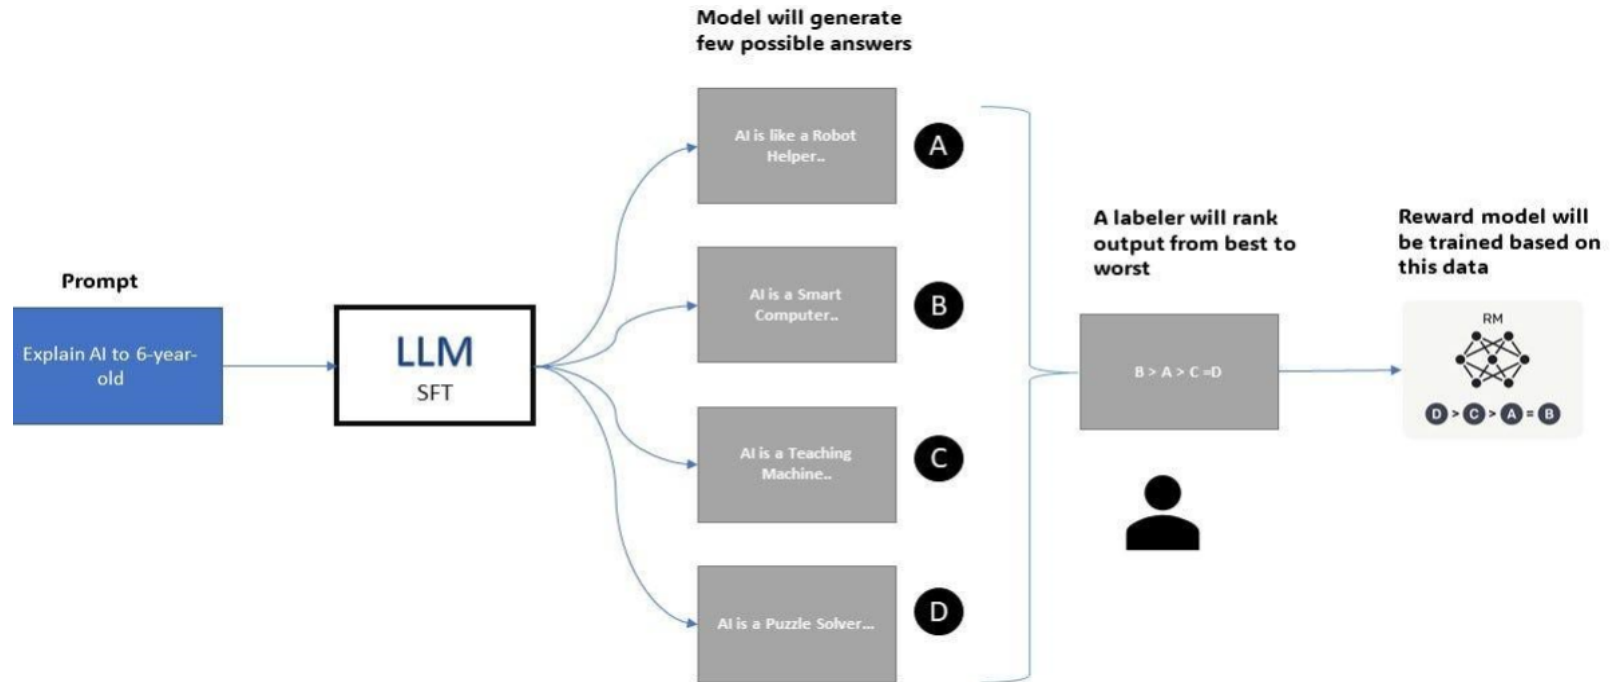 Model will generate
few possible answers
AI is like a Robot
Helper..
A
AI is a Smart
Computer..
B
Prompt
Explain AI to 6-year-
old
LLM
SFT
AI is a Teaching
Machine..
C
AI is a Puzzle Solver...
D
A labeler will rank
output from best to
worst
B > A > C =D
Reward model will
be trained based on
this data
RM
D > C > A = B